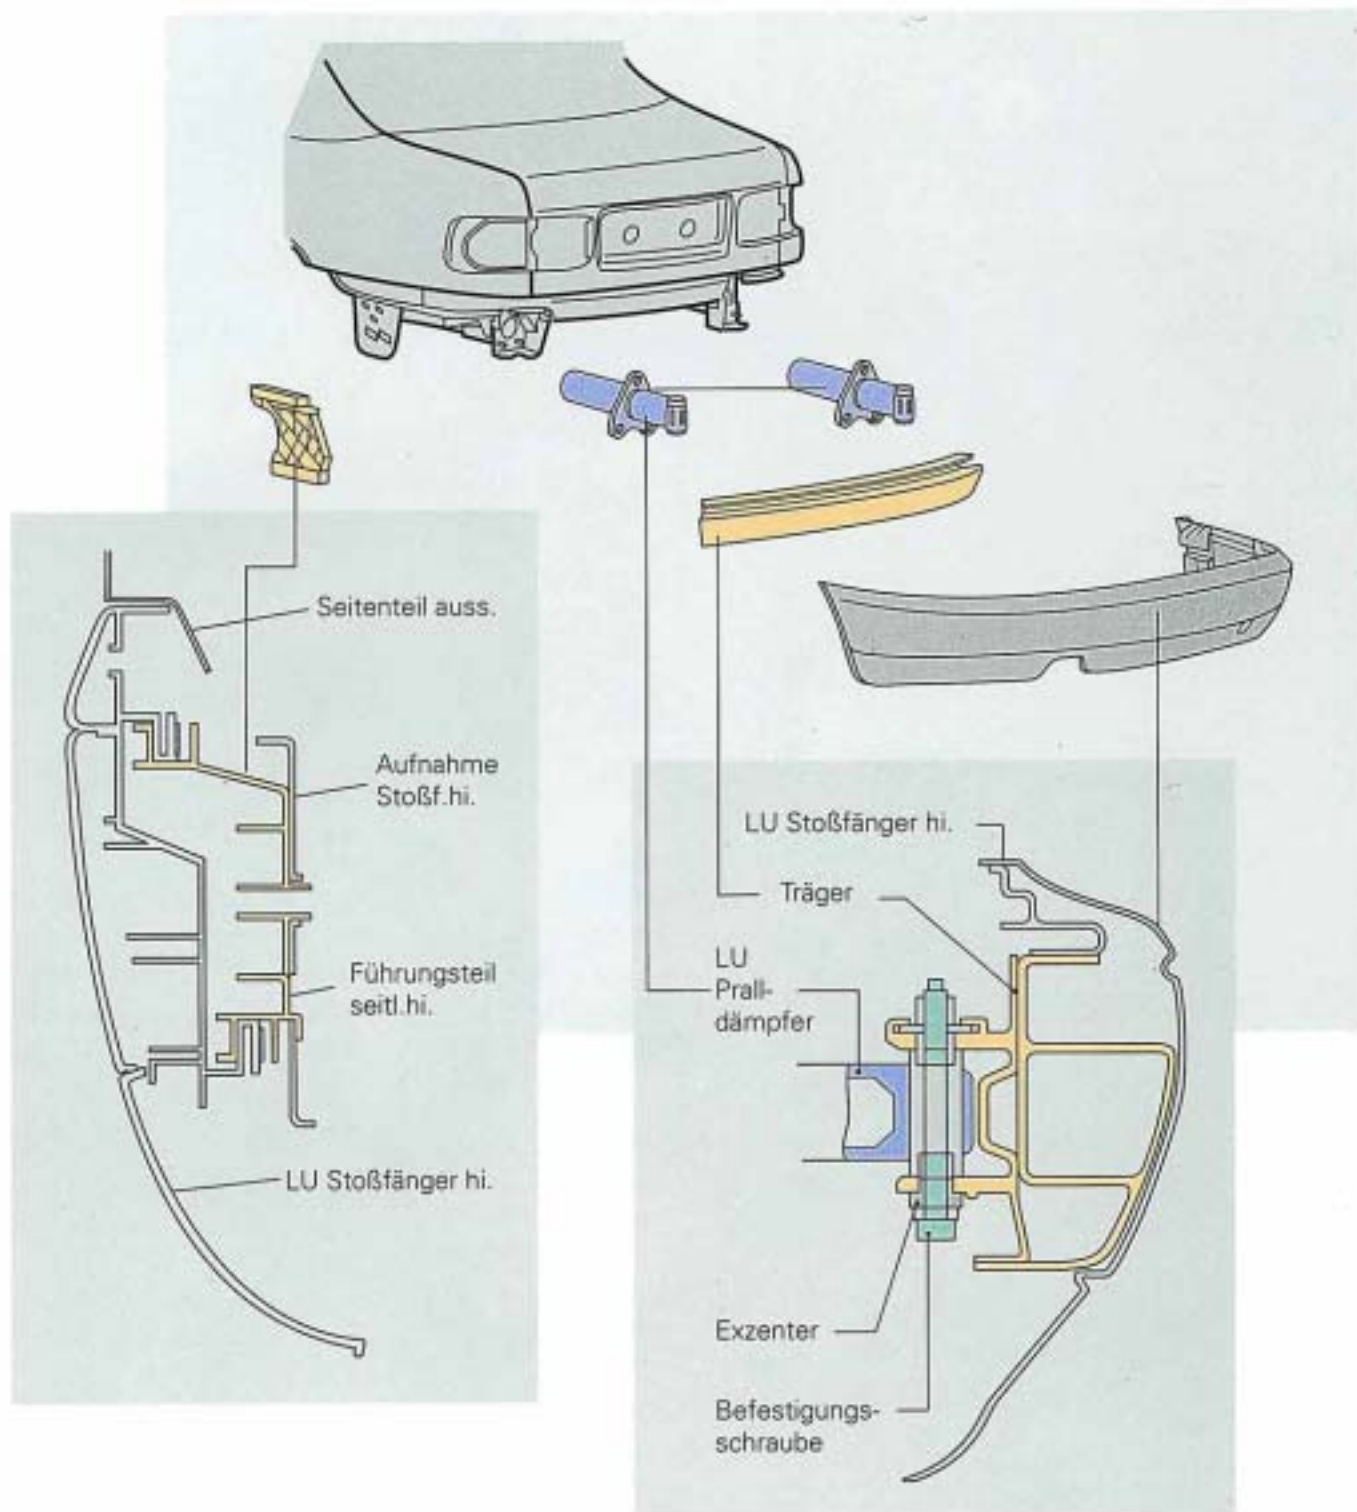 Seitenteil auss.
Aufnahme
Stoßf.hi.
Führungsteil
seitl.hi.
LU Stoßfänger hi.
LU Stoßfänger hi.
Träger
LU
Prall-
dämpfer
Exzenter
Befestigungs-
schraube